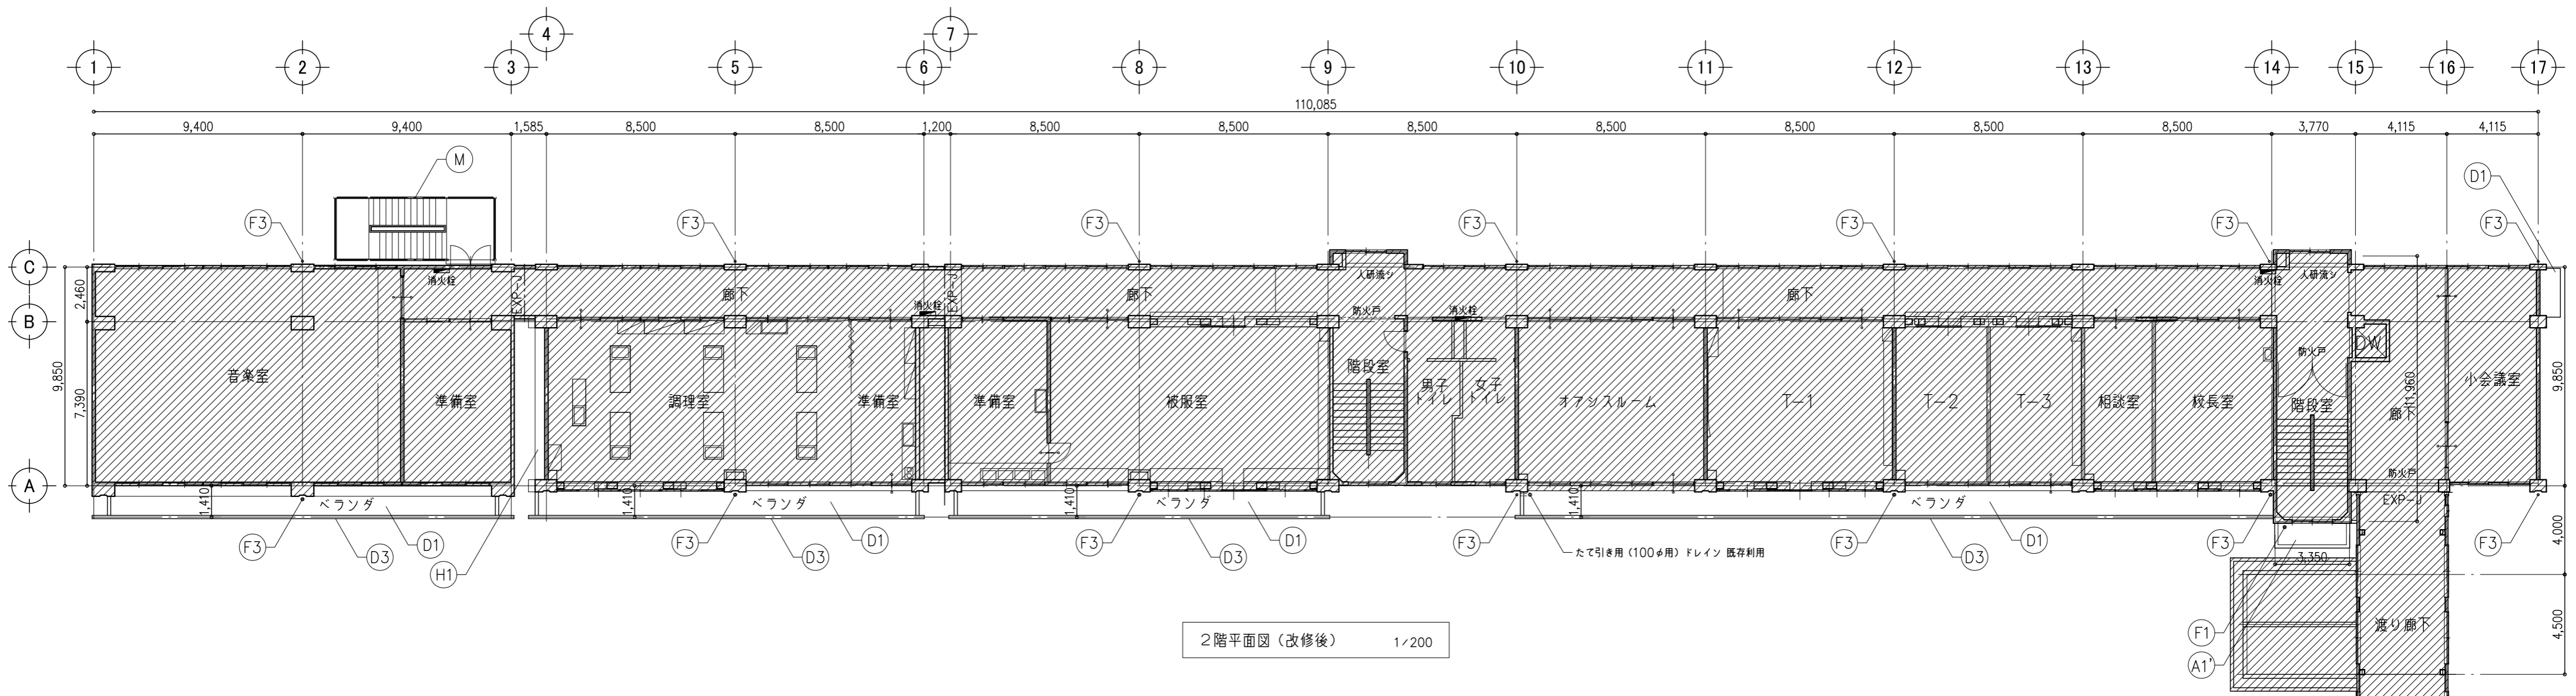 4
7
1
2
3
5
6
8
9
10
11
12
13
14
15
16
17
110,085
9,400
9,400
1,585
8,500
8,500
1,200
8,500
8,500
8,500
8,500
8,500
8,500
8,500
3,770
4,115
4,115
M
D1
F3
F3
F3
F3
F3
F3
F3
C
B
A
2,460
7,390
9,850
消火栓
EXP-J
廊下
消火栓
EXP-J
廊下
人研流シ
防火戸
消火栓
廊下
消火栓
人研流シ
防火戸
DW
音楽室
準備室
調理室
準備室
準備室
被服室
階段室
男子
トイレ
女子
トイレ
オアシスルーム
T-1
T-2
T-3
相談室
校長室
階段室
廊下
11,960
小会議室
9,850
防火戸
EXP-J
1,410
ベランダ
1,410
ベランダ
1,410
ベランダ
1,410
ベランダ
F3
D3
D1
H1
F3
D3
D1
F3
D3
D1
F3
たて引き用(100φ用)ドレイン 既存利用
F3
D3
D1
F3
3,350
F3
4,000
4,500
F1
A1'
渡り廊下
2階平面図(改修後) 1/200